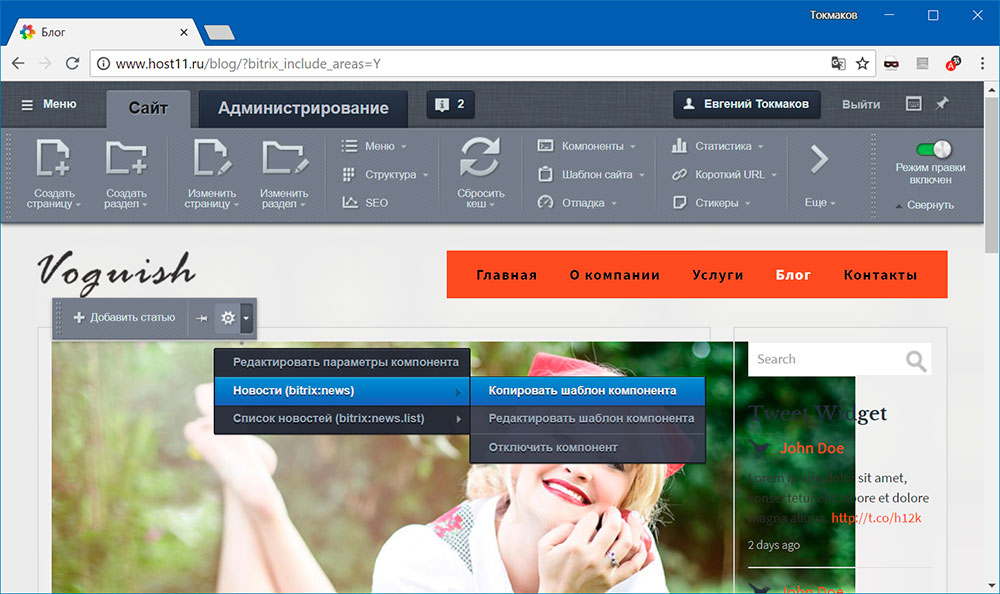 Токмаков
Блог
www.host11.ru/blog/?bitrix_include_areas=Y
Меню
Сайт
Администрирование
2
Евгений Токмаков
Выйти
Создать
страницу
Создать
раздел
Изменить
страницу
Изменить
раздел
Меню
Структура
SEO
Сбросить
кеш
Компоненты
Шаблон сайта
Отладка
Статистика
Короткий URL
Стикеры
Еще
Режим правки
включен
Свернуть
Voguish
Главная
О компании
Услуги
Блог
Контакты
Добавить статью
Редактировать параметры компонента
Новости (bitrix:news)
Список новостей (bitrix:news.list)
Копировать шаблон компонента
Редактировать шаблон компонента
Отключить компонент
Search
Tweet Widget
John Doe
sit amet,
ore et dolore
magna aliqua. http://t.co/h12k
2 days ago
John Doe